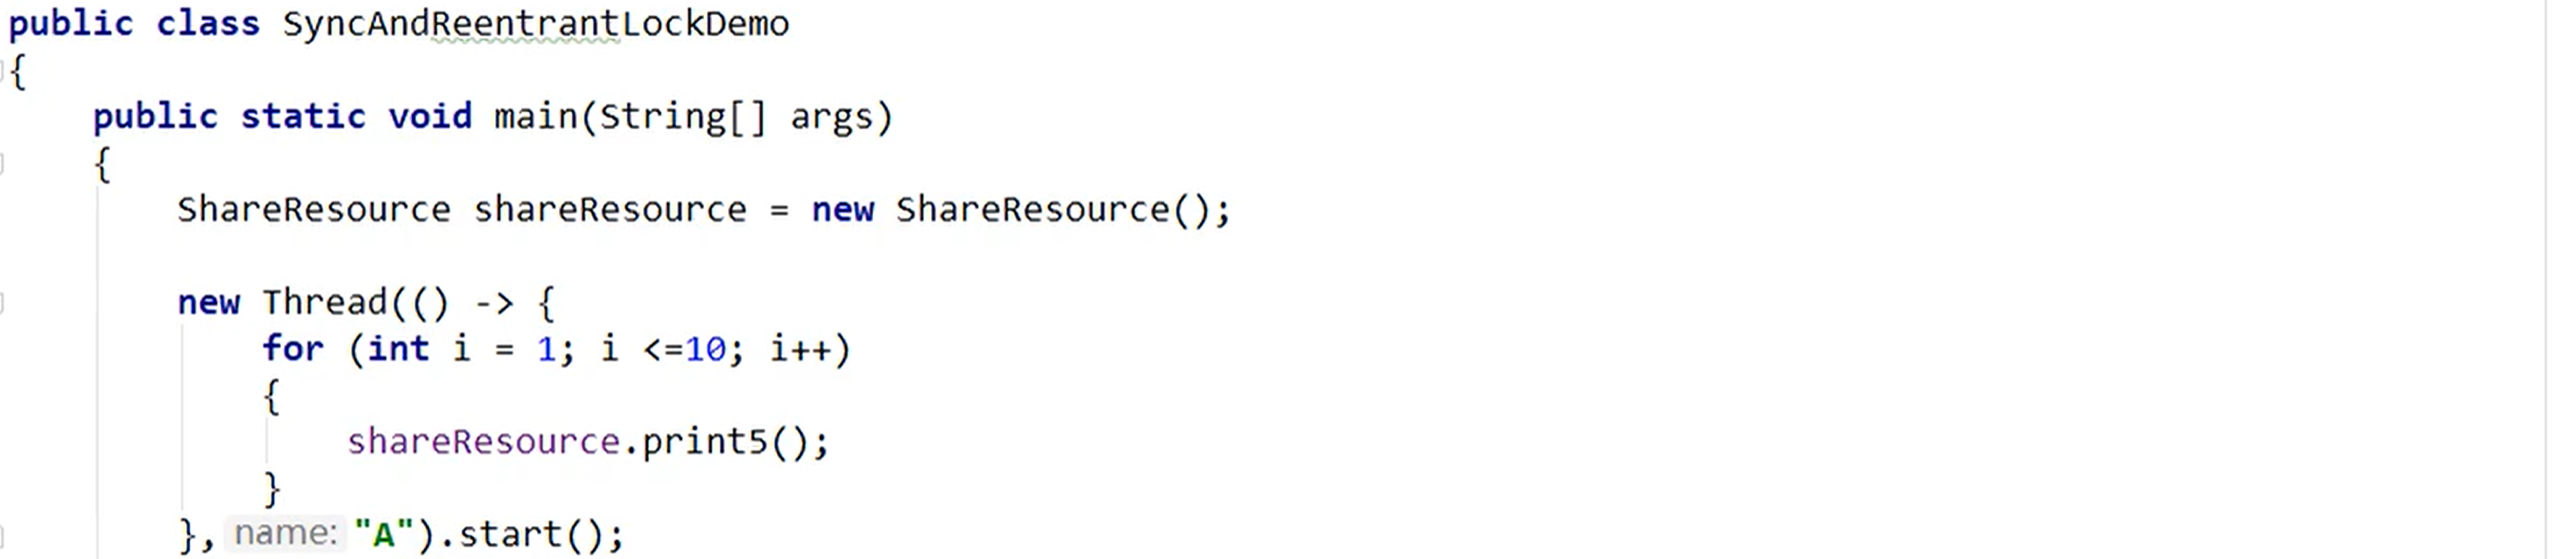 public class SyncAndReentrantLockDemo
{
    public static void main(String[] args)
    {
        ShareResource shareResource = new ShareResource();

        new Thread(() -> {
            for (int i = 1; i <=10; i++)
            {
                shareResource.print5();
            }
        }, name: "A").start();